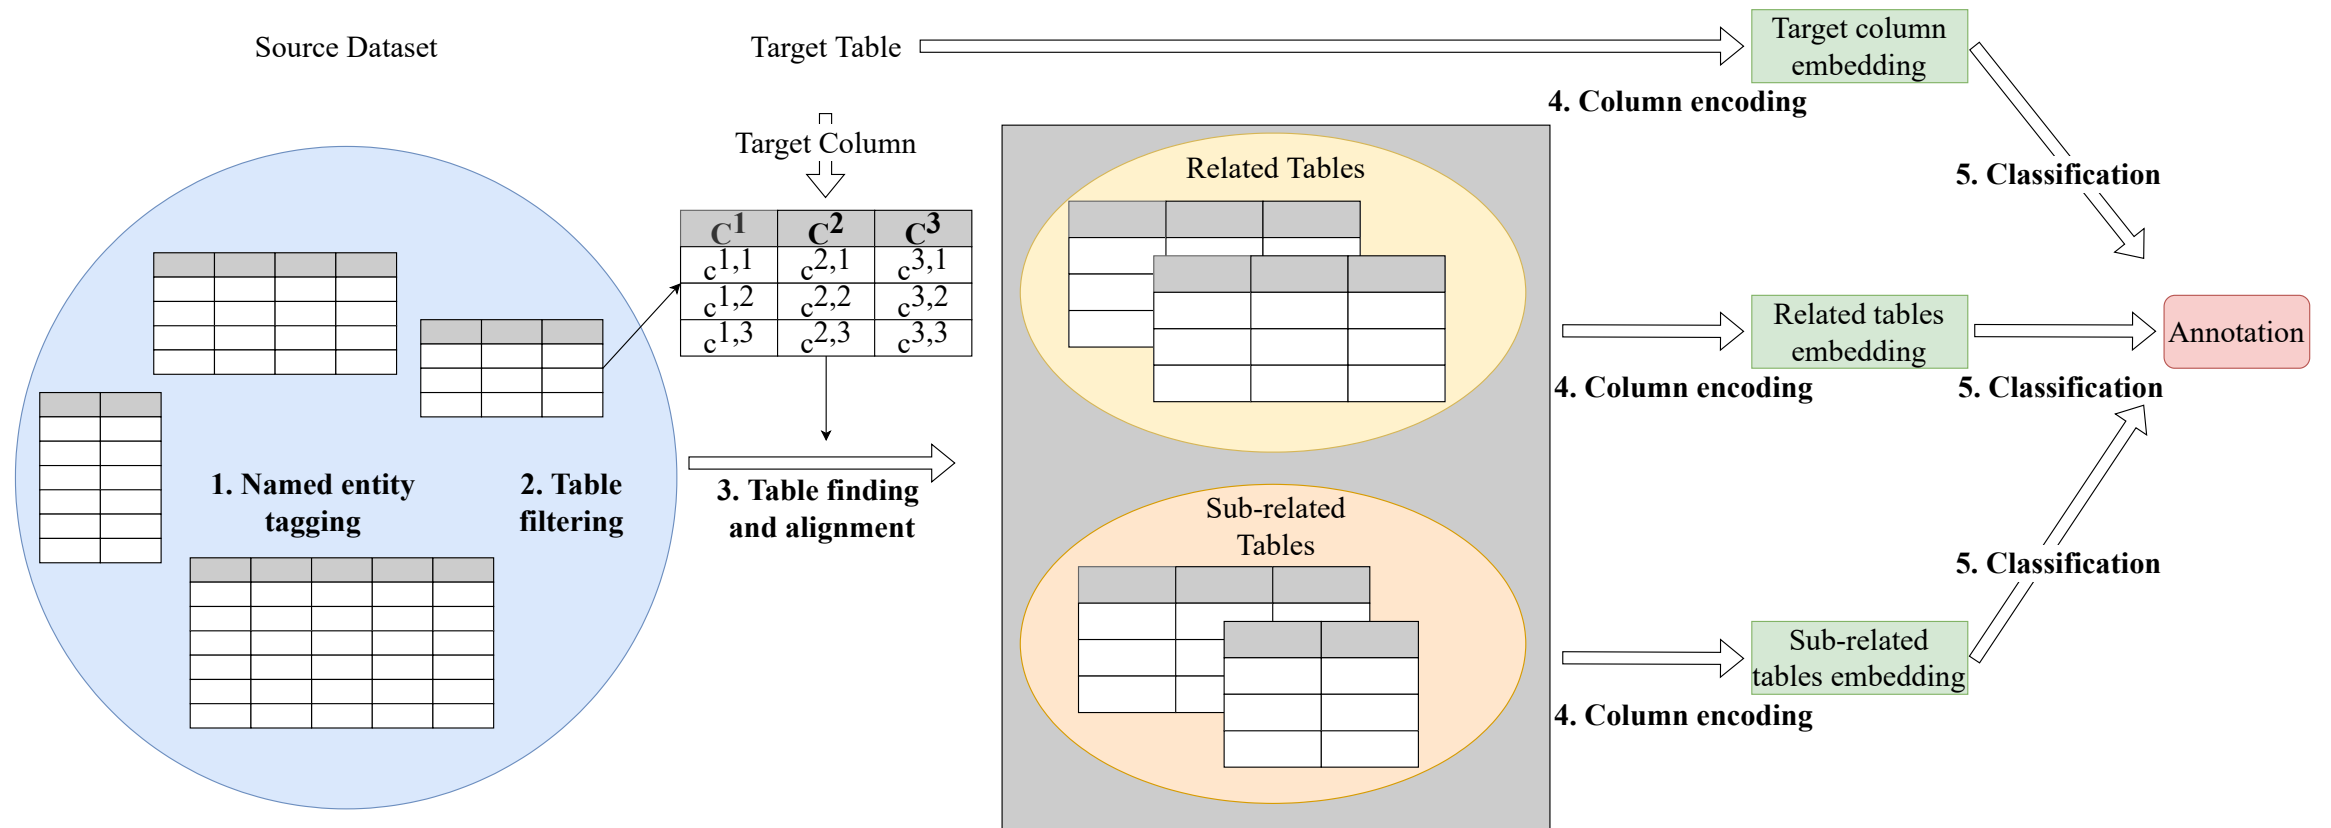 Source Dataset
1. Named entity
tagging
2. Table
filtering
Target Table
Target Column
C1 C2 C3
c1,1 c2,1 c3,1
c1,2 c2,2 c3,2
c1,3 c2,3 c3,3
3. Table finding
and alignment
Related Tables
Sub-related
Tables
4. Column encoding
Target column
embedding
5. Classification
4. Column encoding
Related tables
embedding
5. Classification
4. Column encoding
Sub-related
tables embedding
5. Classification
Annotation